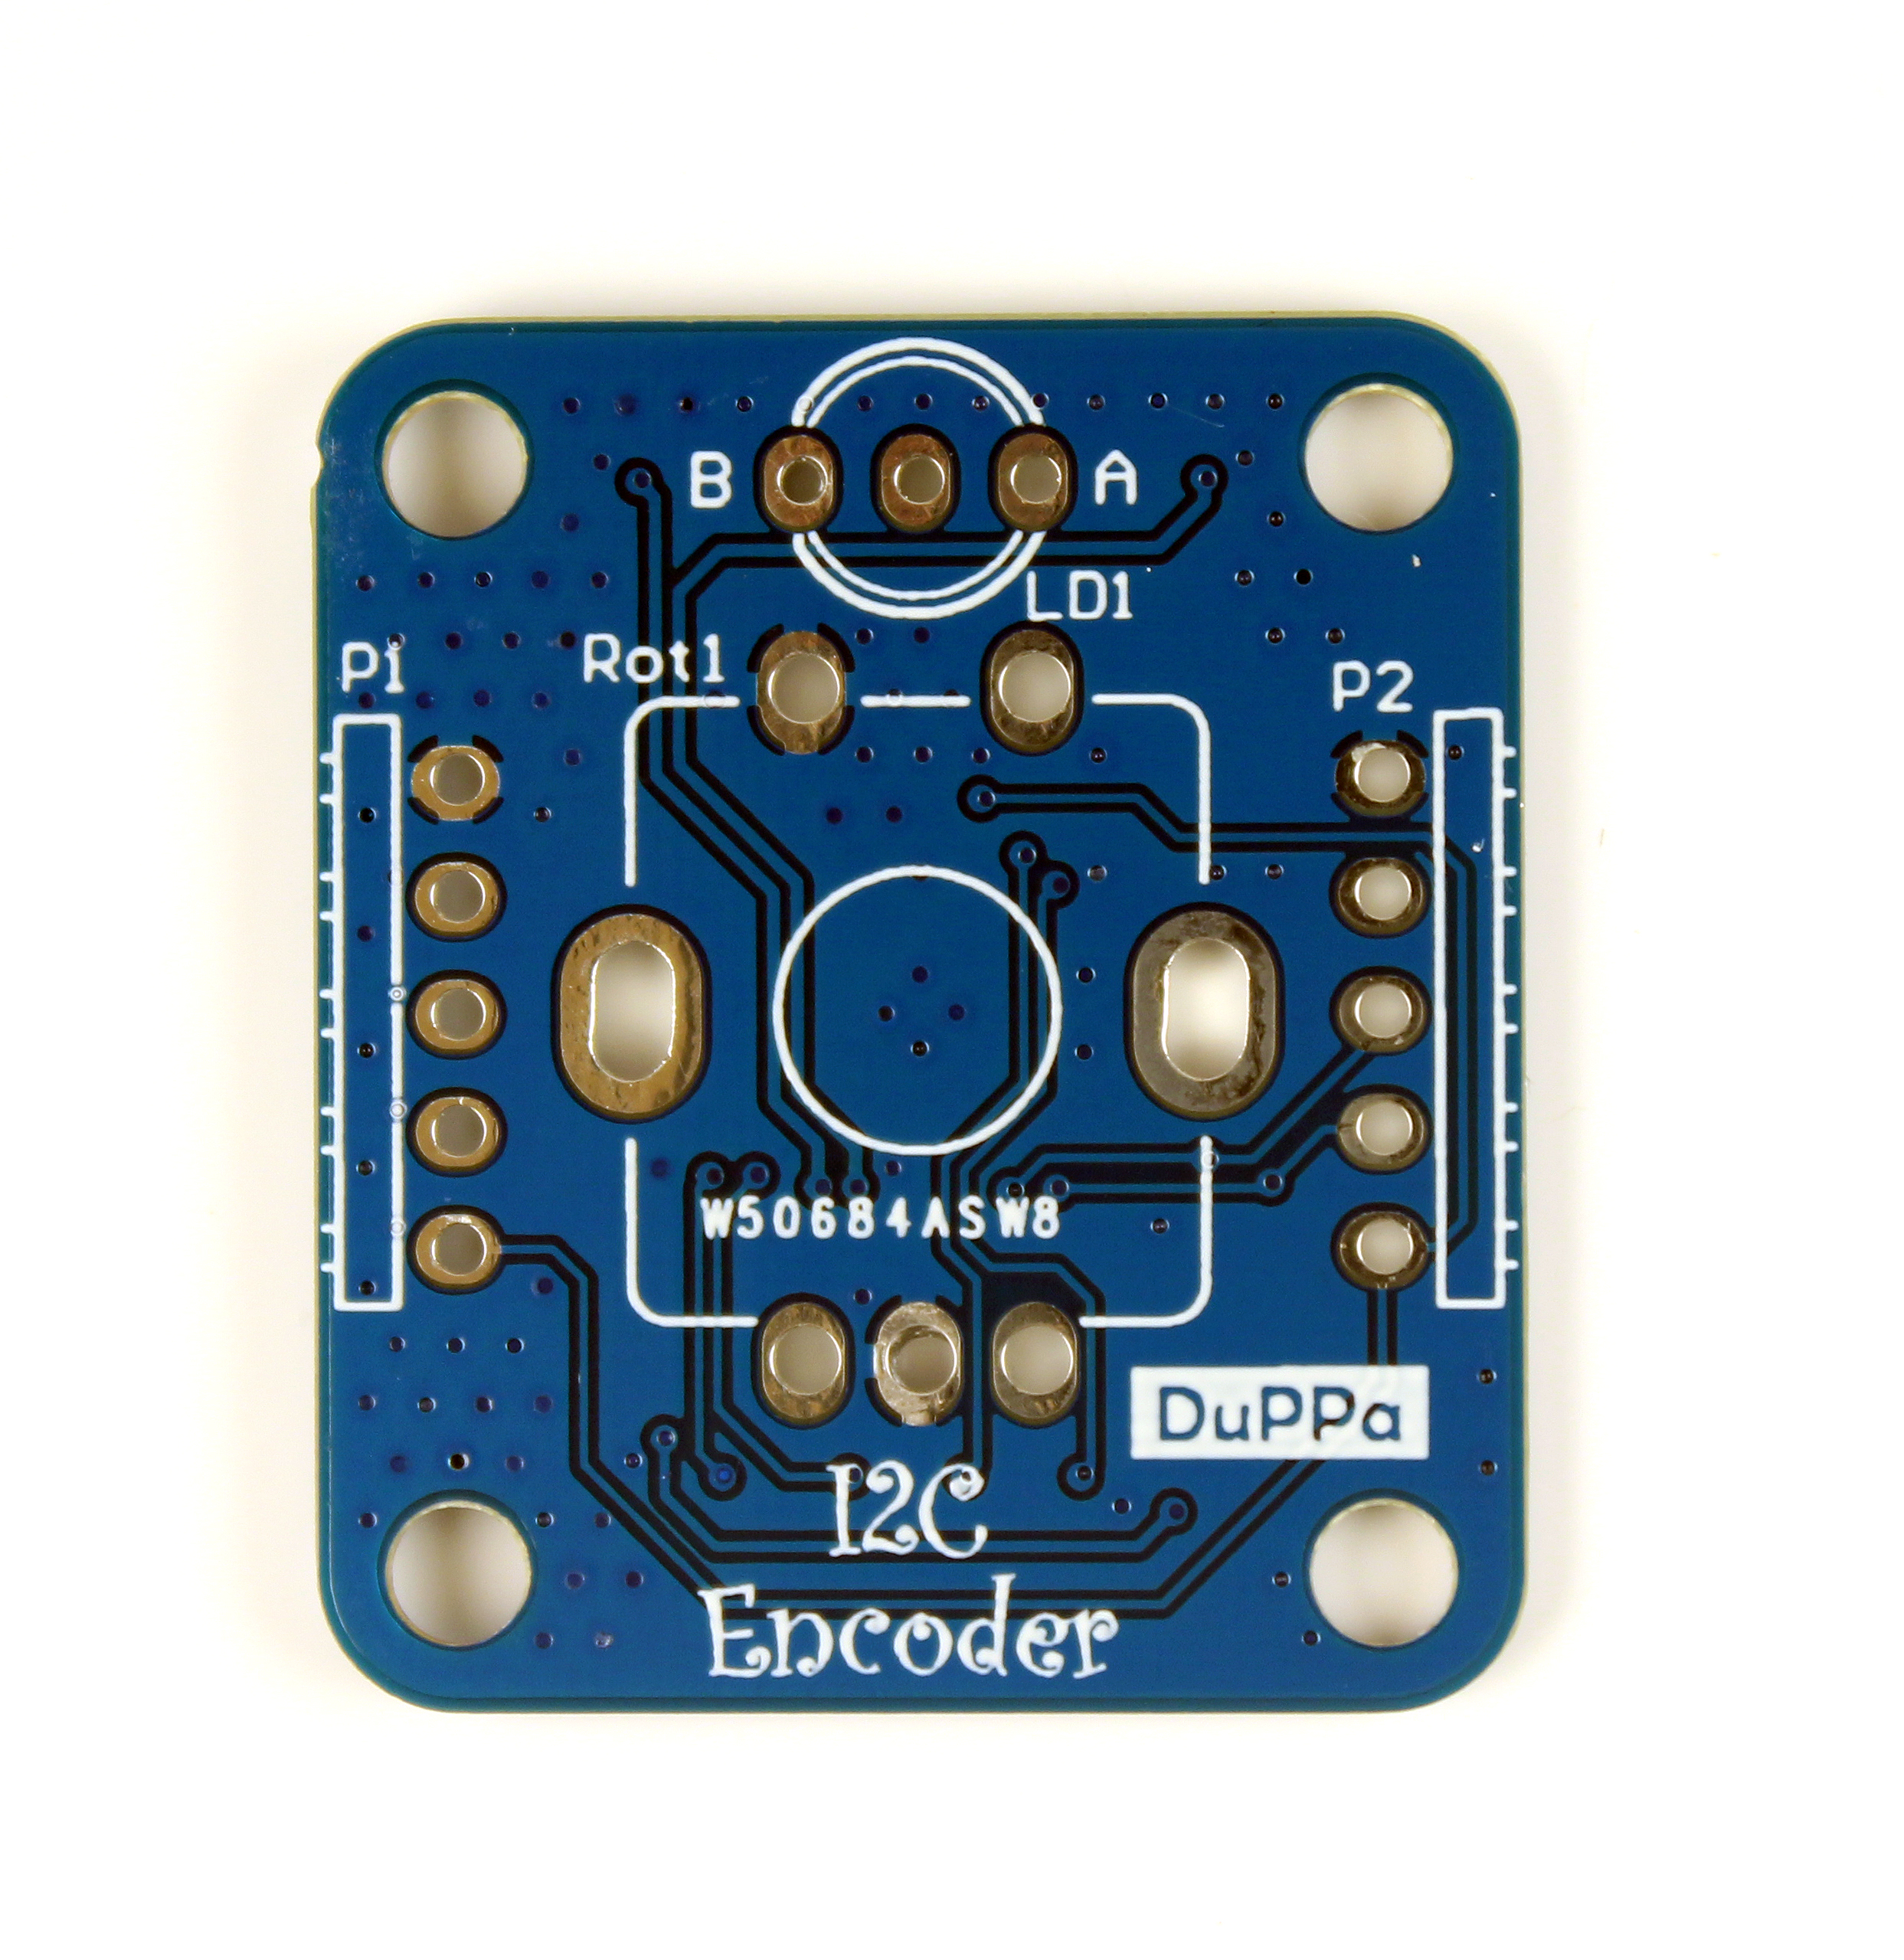 B A
LD1
Rot1
P1
P2
W50684ASW8
DuPPa
I2C
Encoder